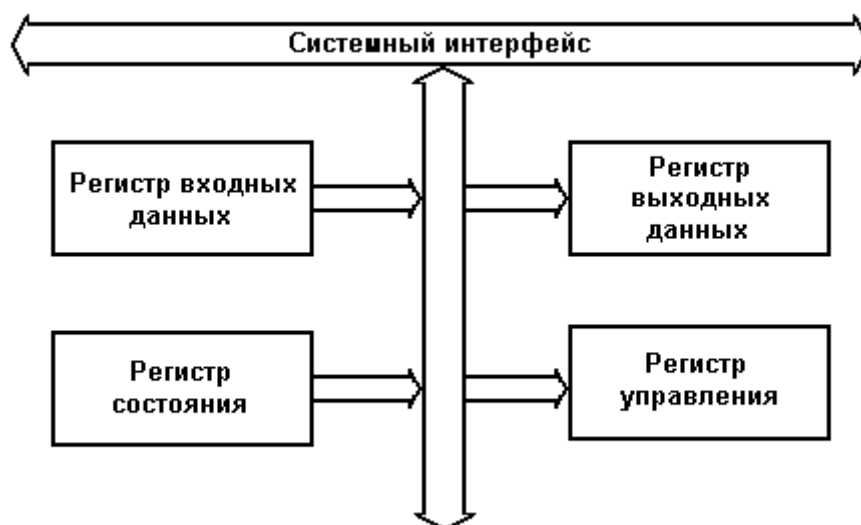 Системный интерфейс
Регистр входных
данных
Регистр
выходных
данных
Регистр
состояния
Регистр
управления